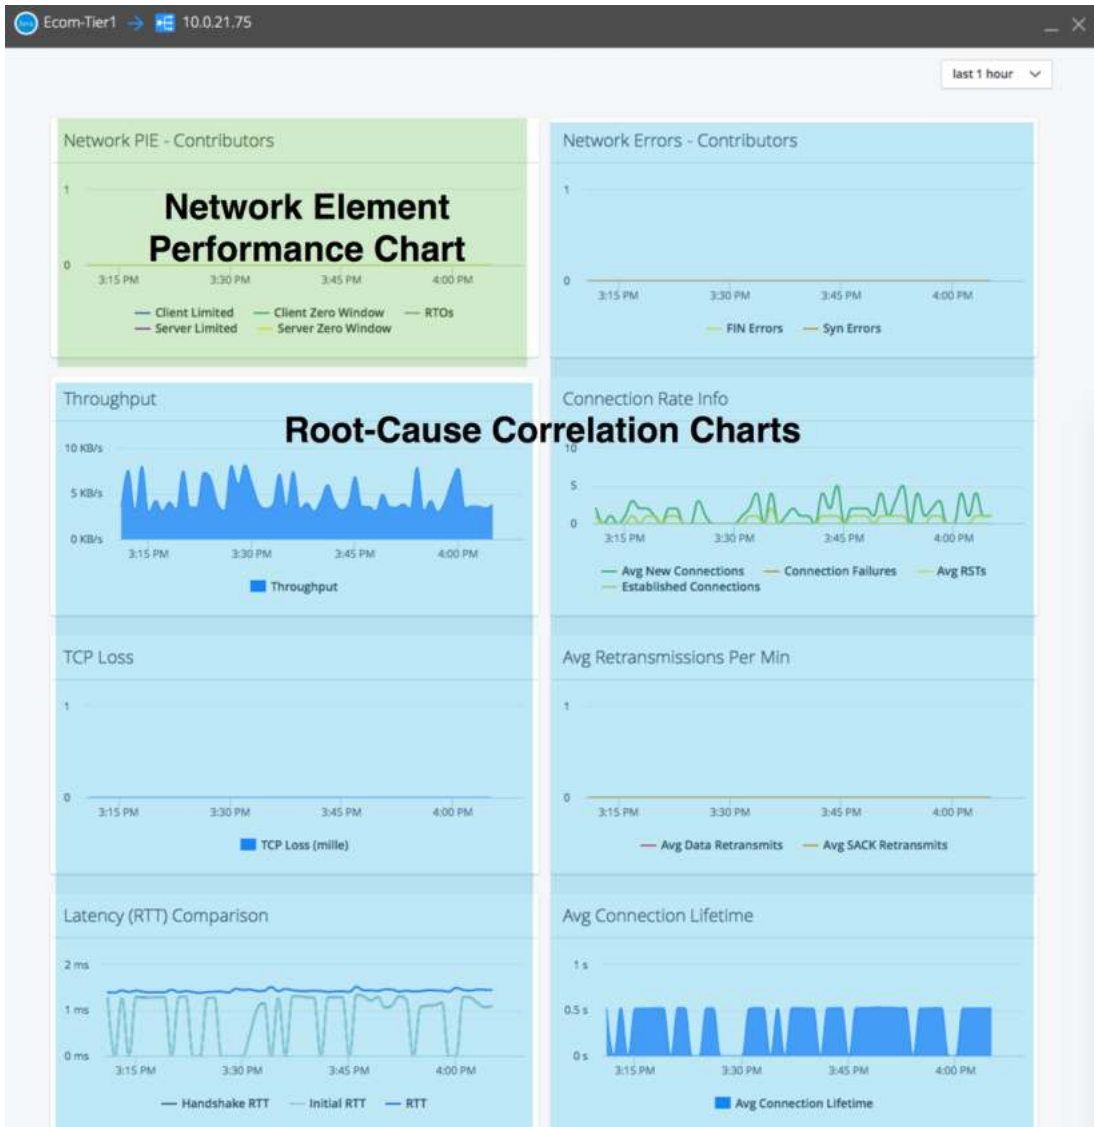 Ecom-Tier1 → 10.0.21.75
last 1 hour
Network PIE - Contributors
1
Network Element
Performance Chart
0
3:15 PM 3:30 PM 3:45 PM 4:00 PM
Client Limited Client Zero Window RTOs
Server Limited Server Zero Window
Network Errors - Contributors
1
0
3:15 PM 3:30 PM 3:45 PM 4:00 PM
FIN Errors Syn Errors
Root-Cause Correlation Charts
Throughput
10 KB/s
5 KB/s
0 KB/s
3:15 PM 3:30 PM 3:45 PM 4:00 PM
Throughput
Connection Rate Info
10
5
0
3:15 PM 3:30 PM 3:45 PM 4:00 PM
Avg New Connections Connection Failures Avg RSTs
Established Connections
TCP Loss
1
0
3:15 PM 3:30 PM 3:45 PM 4:00 PM
TCP Loss (mille)
Avg Retransmissions Per Min
1
0
3:15 PM 3:30 PM 3:45 PM 4:00 PM
Avg Data Retransmits Avg SACK Retransmits
Latency (RTT) Comparison
2 ms
1 ms
0 ms
3:15 PM 3:30 PM 3:45 PM 4:00 PM
Handshake RTT Initial RTT RTT
Avg Connection Lifetime
1 s
0.5 s
0 s
3:15 PM 3:30 PM 3:45 PM 4:00 PM
Avg Connection Lifetime